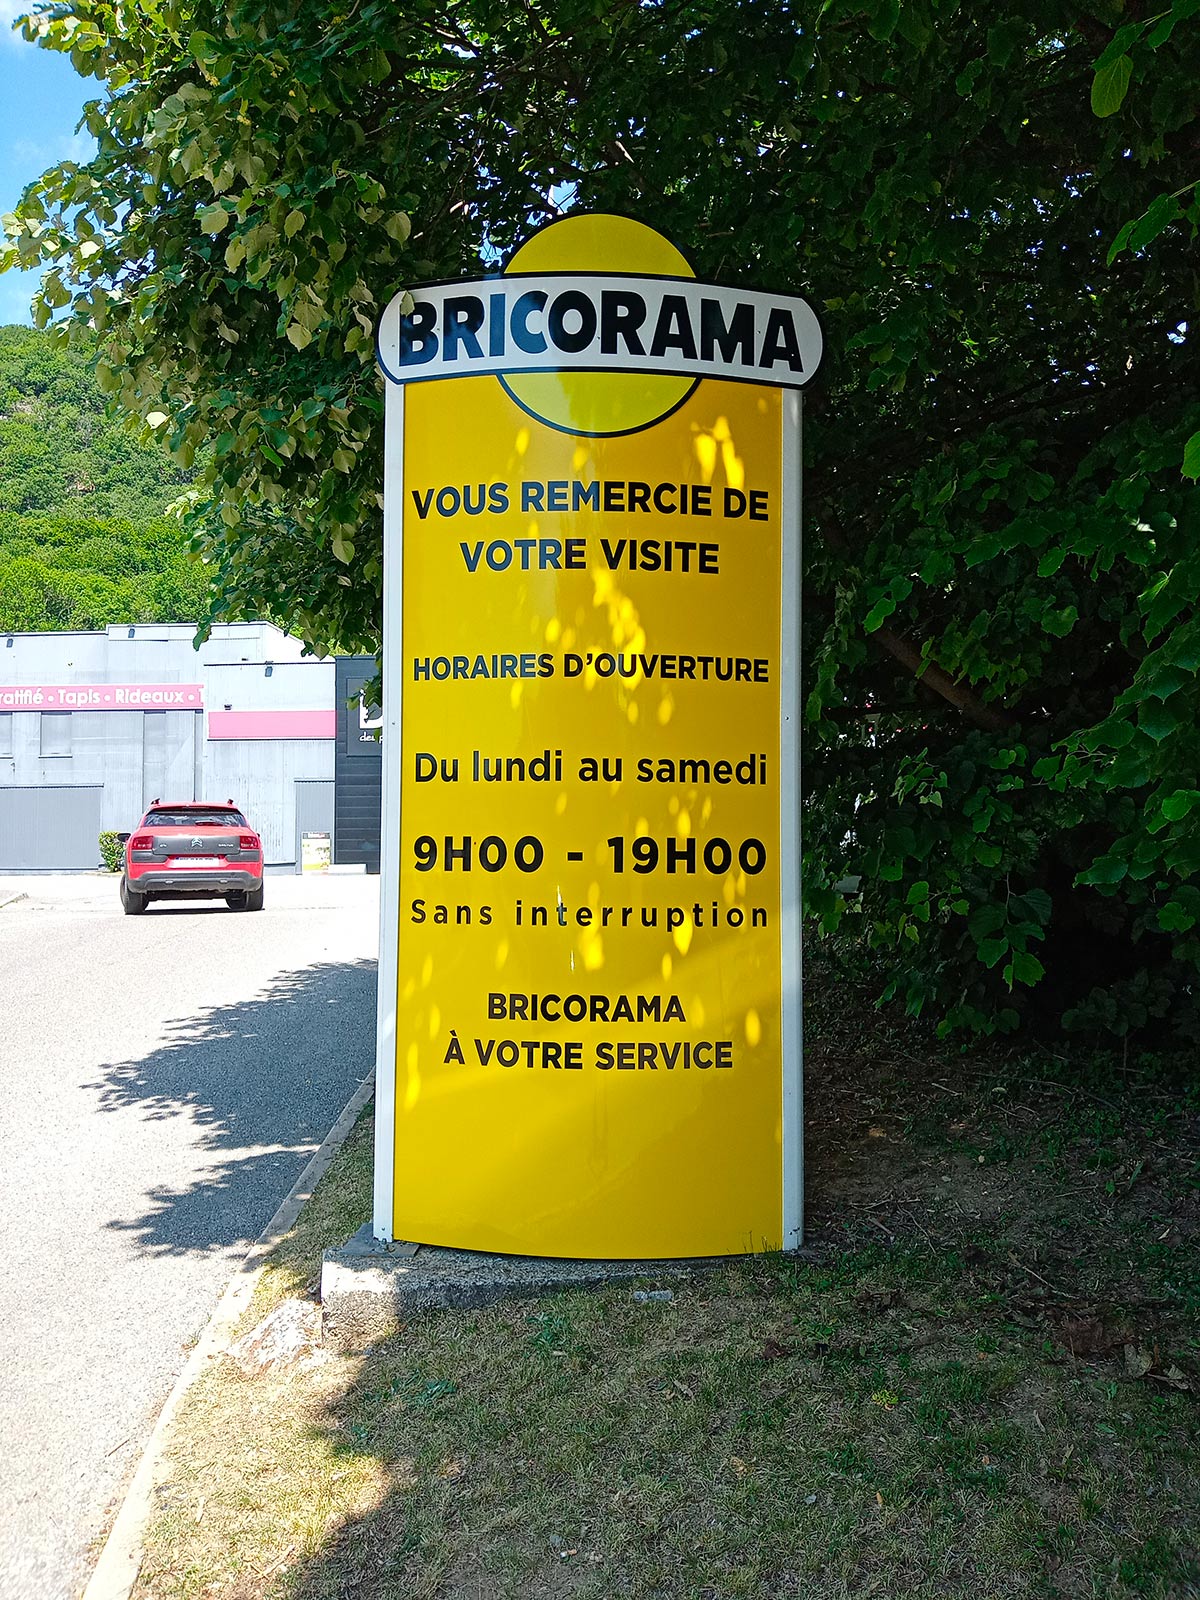 BRICORAMA
VOUS REMERCIE DE
VOTRE VISITE
HORAIRES D'OUVERTURE
Du lundi au samedi
9H00 - 19H00
Sans interruption
BRICORAMA
À VOTRE SERVICE
• Tapis • Rideaux •